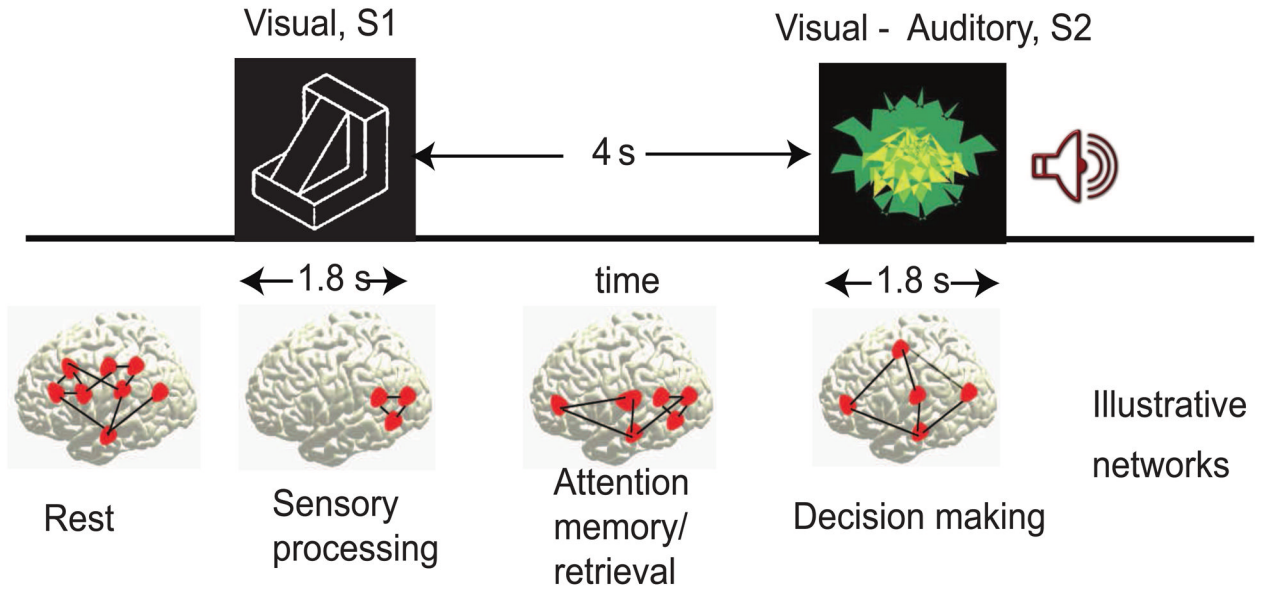 Visual, S1
Visual - Auditory, S2
4 s
1.8 s
time
1.8 s
Illustrative
networks
Rest
Sensory
processing
Attention
memory/
retrieval
Decision making